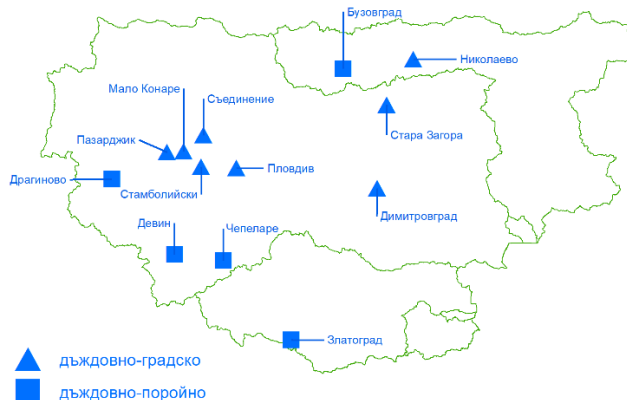 Бузовград
Николаево
Мало Конаре
Съединение
Стара Загора
Пазарджик
Пловдив
Драгиново
Стамболийски
Димитровград
Девин
Чепеларе
Златоград
дъждовно-градско
дъждовно-поройно